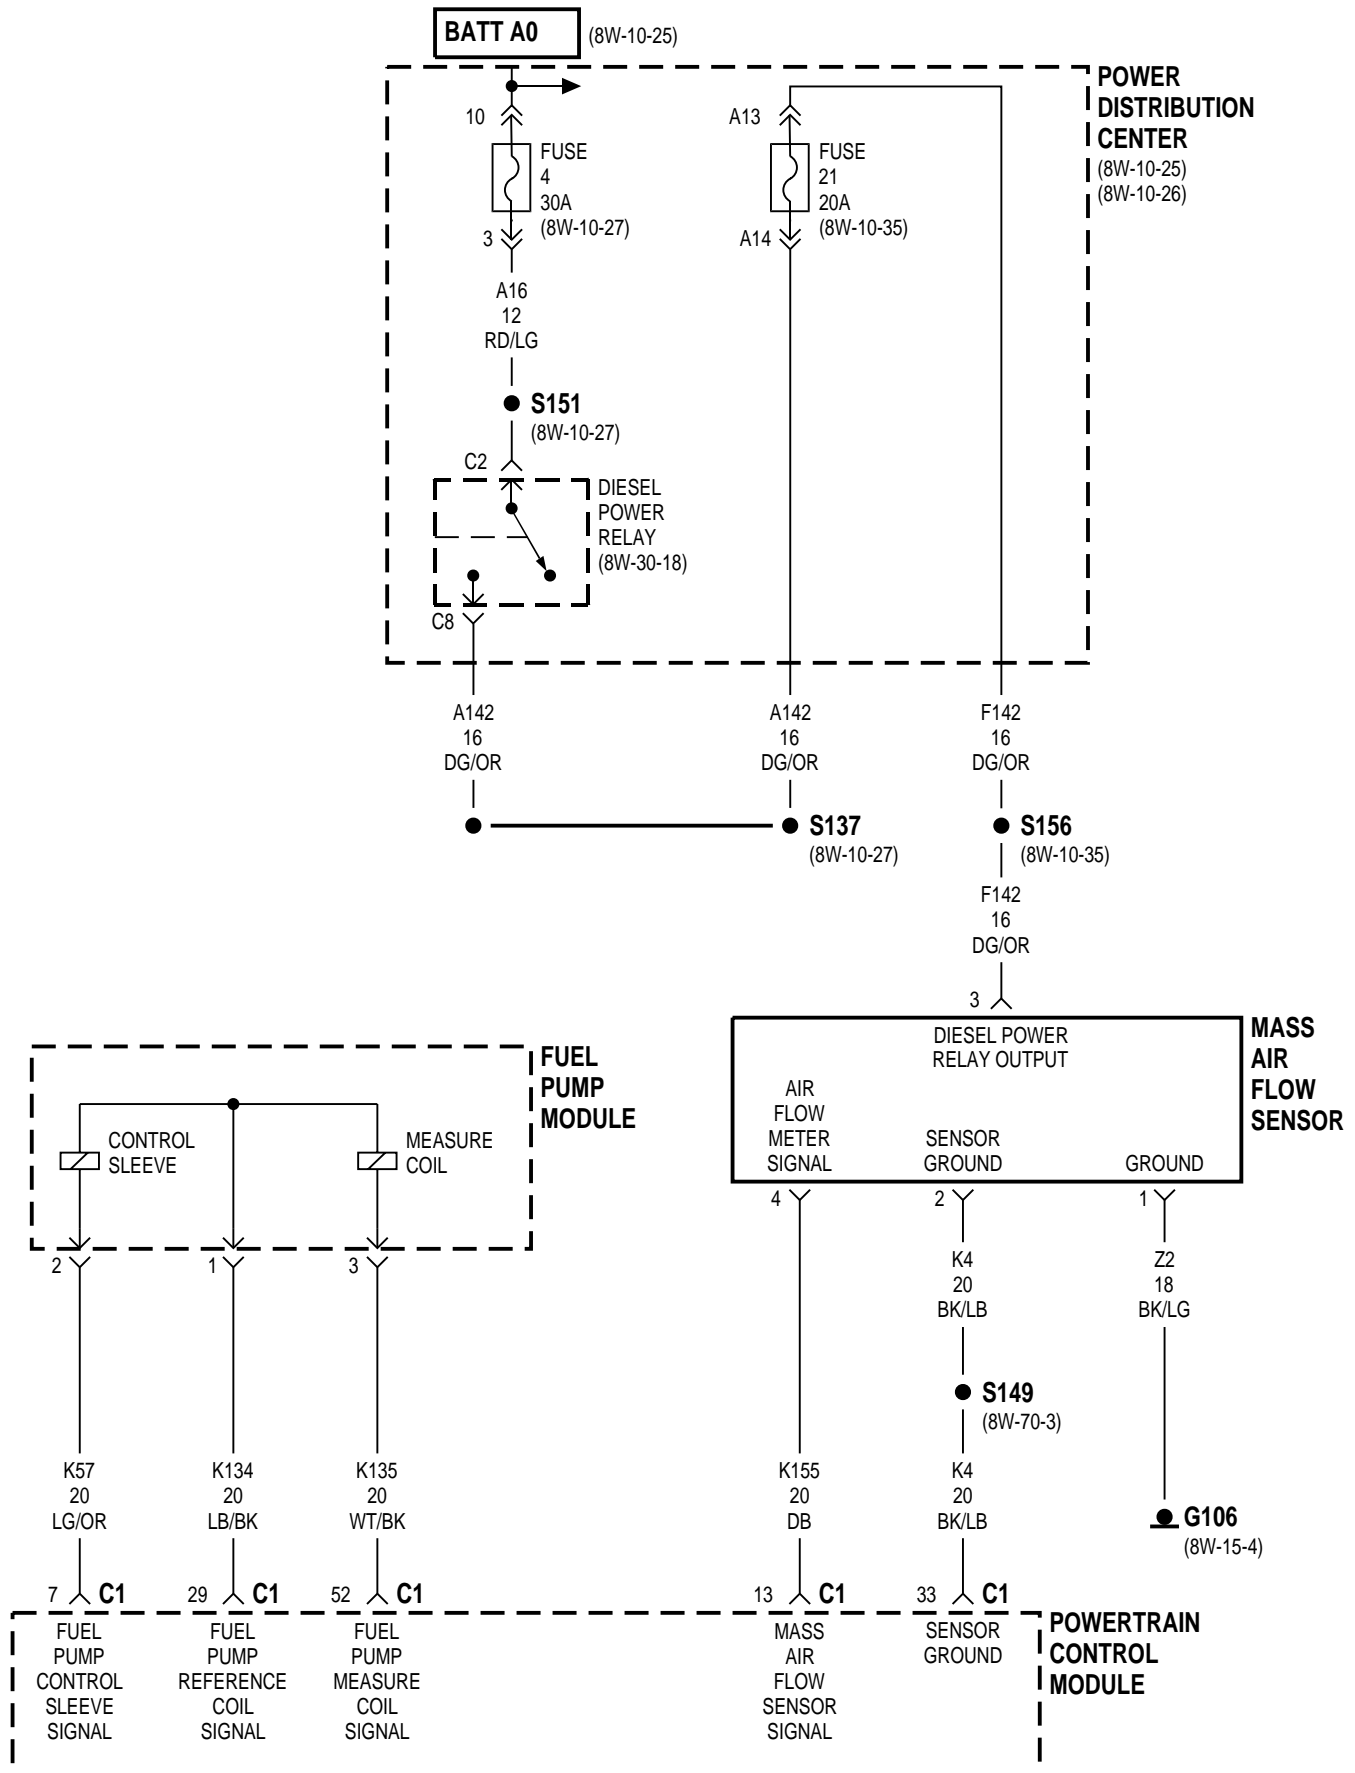 BATT A0
(8W-10-25)
POWER
DISTRIBUTION
CENTER
(8W-10-25)
(8W-10-26)
10
FUSE
4
30A
(8W-10-27)
3
A13
FUSE
21
20A
(8W-10-35)
A14
A16
12
RD/LG
S151
(8W-10-27)
C2
DIESEL
POWER
RELAY
(8W-30-18)
C8
A142
16
DG/OR
A142
16
DG/OR
F142
16
DG/OR
S137
(8W-10-27)
S156
(8W-10-35)
F142
16
DG/OR
3
MASS
AIR
FLOW
SENSOR
DIESEL POWER
RELAY OUTPUT
AIR
FLOW
METER
SIGNAL
SENSOR
GROUND
GROUND
FUEL
PUMP
MODULE
CONTROL
SLEEVE
MEASURE
COIL
2
1
3
4
2
1
K4
20
BK/LB
Z2
18
BK/LG
S149
(8W-70-3)
K57
20
LG/OR
K134
20
LB/BK
K135
20
WT/BK
K155
20
DB
K4
20
BK/LB
G106
(8W-15-4)
7
C1
29
C1
52
C1
13
C1
33
C1
FUEL
PUMP
CONTROL
SLEEVE
SIGNAL
FUEL
PUMP
REFERENCE
COIL
SIGNAL
FUEL
PUMP
MEASURE
COIL
SIGNAL
MASS
AIR
FLOW
SENSOR
SIGNAL
SENSOR
GROUND
POWERTRAIN
CONTROL
MODULE